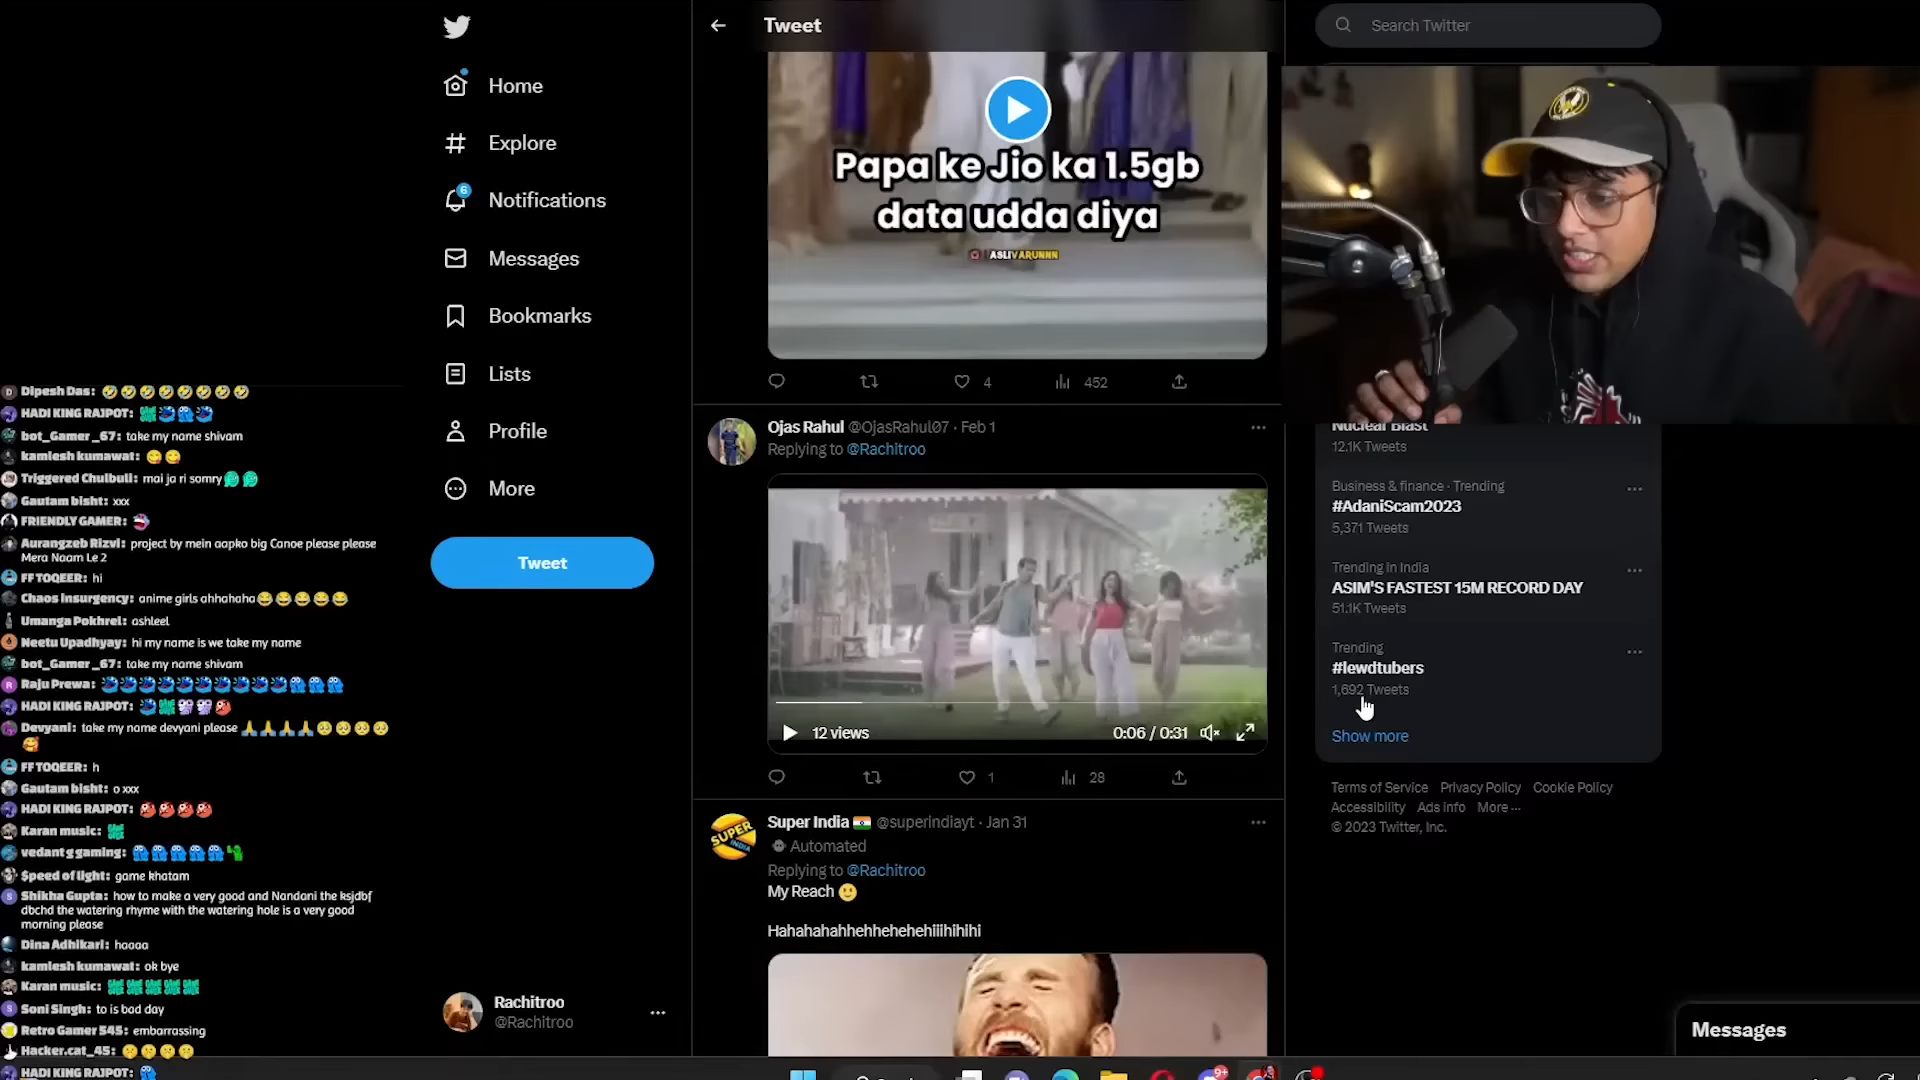 Dipesh Das:
HADI KING RAJPOT:
bot_Gamer_67: take my name shivam
kamlesh kumawat:
Triggered Chulbuli: mai ja ri somry
Gautam bisht: xxx
FRIENDLY GAMER:
Aurangzeb Rizvi: project by mein aapko big Canoe please please
Mera Naam Le 2
FF TOQEER: hi
Chaos insurgency: anime girls ahhahaha😂😂😂😂😂
Umanga Pokhrel: ashleel
Neetu Upadhyay: hi my name is we take my name
bot_Gamer_67: take my name shivam
Raju Prewa:
HADI KING RAJPOT:
Devyani: take my name devyani please 🙏🙏🙏🙏🥺🥺🥺🥺
🥰
FF TOQEER: h
Gautam bisht: o xxx
HADI KING RAJPOT:
Karan music:
vedant g gaming:
$peed of light: game khatam
Shikha Gupta: how to make a very good and Nandani the ksjdbf
dbchd the watering rhyme with the watering hole is a very good
morning please
Dina Adhikari: haaaa
kamlesh kumawat: ok bye
Karan music:
Soni Singh: to is bad day
Retro Gamer 545: embarrassing
Hacker.cat_45:
HADI KING RAJPOT:
Home
Explore
6
Notifications
Messages
Bookmarks
Lists
Profile
More
Tweet
Rachitroo
@Rachitroo
Tweet
Papa ke Jio ka 1.5gb
data udda diya
ASLIVARUNNN
4 452
Ojas Rahul @OjasRahul07 · Feb 1
Replying to @Rachitroo
12 views 0:06 / 0:31
1 28
SUPER
INDIA
Super India 🇮🇳 @superindiayt · Jan 31
Automated
Replying to @Rachitroo
My Reach 🙂
Hahahahahhehhehehehiiihihihi
Search Twitter
Nuclear Blast
12.1K Tweets
Business & finance · Trending
#AdaniScam2023
5,371 Tweets
Trending in India
ASIM'S FASTEST 15M RECORD DAY
51.1K Tweets
Trending
#lewdtubers
1,692 Tweets
Show more
Terms of Service Privacy Policy Cookie Policy
Accessibility Ads info More ···
© 2023 Twitter, Inc.
Messages
9+